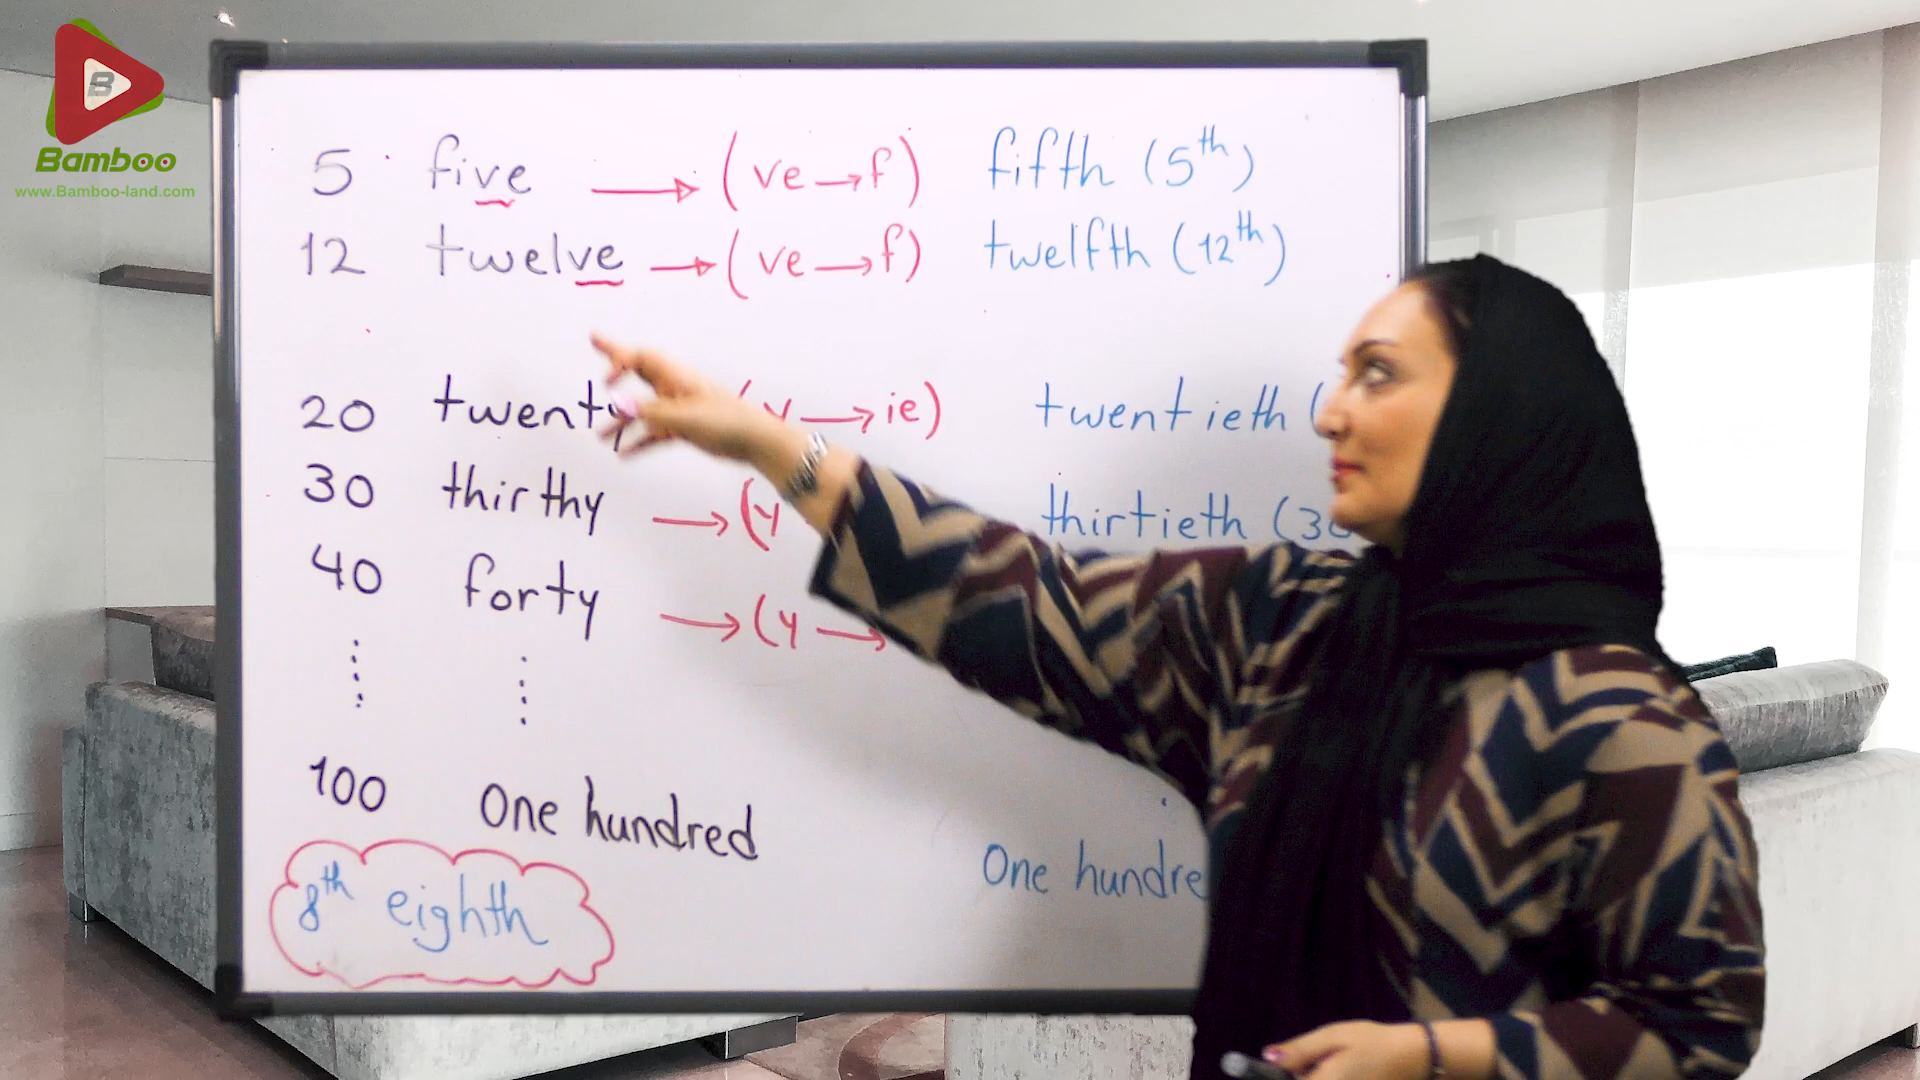 B
Bamboo
www.Bamboo-land.com
5 five → (ve → f) fifth (5th)
12 twelve → (ve → f) twelfth (12th)
20 twenty (y → ie) twentieth (
30 thirthy → (y thirtieth (30
40 forty → (y →
100 One hundred
One hundre
8th eighth